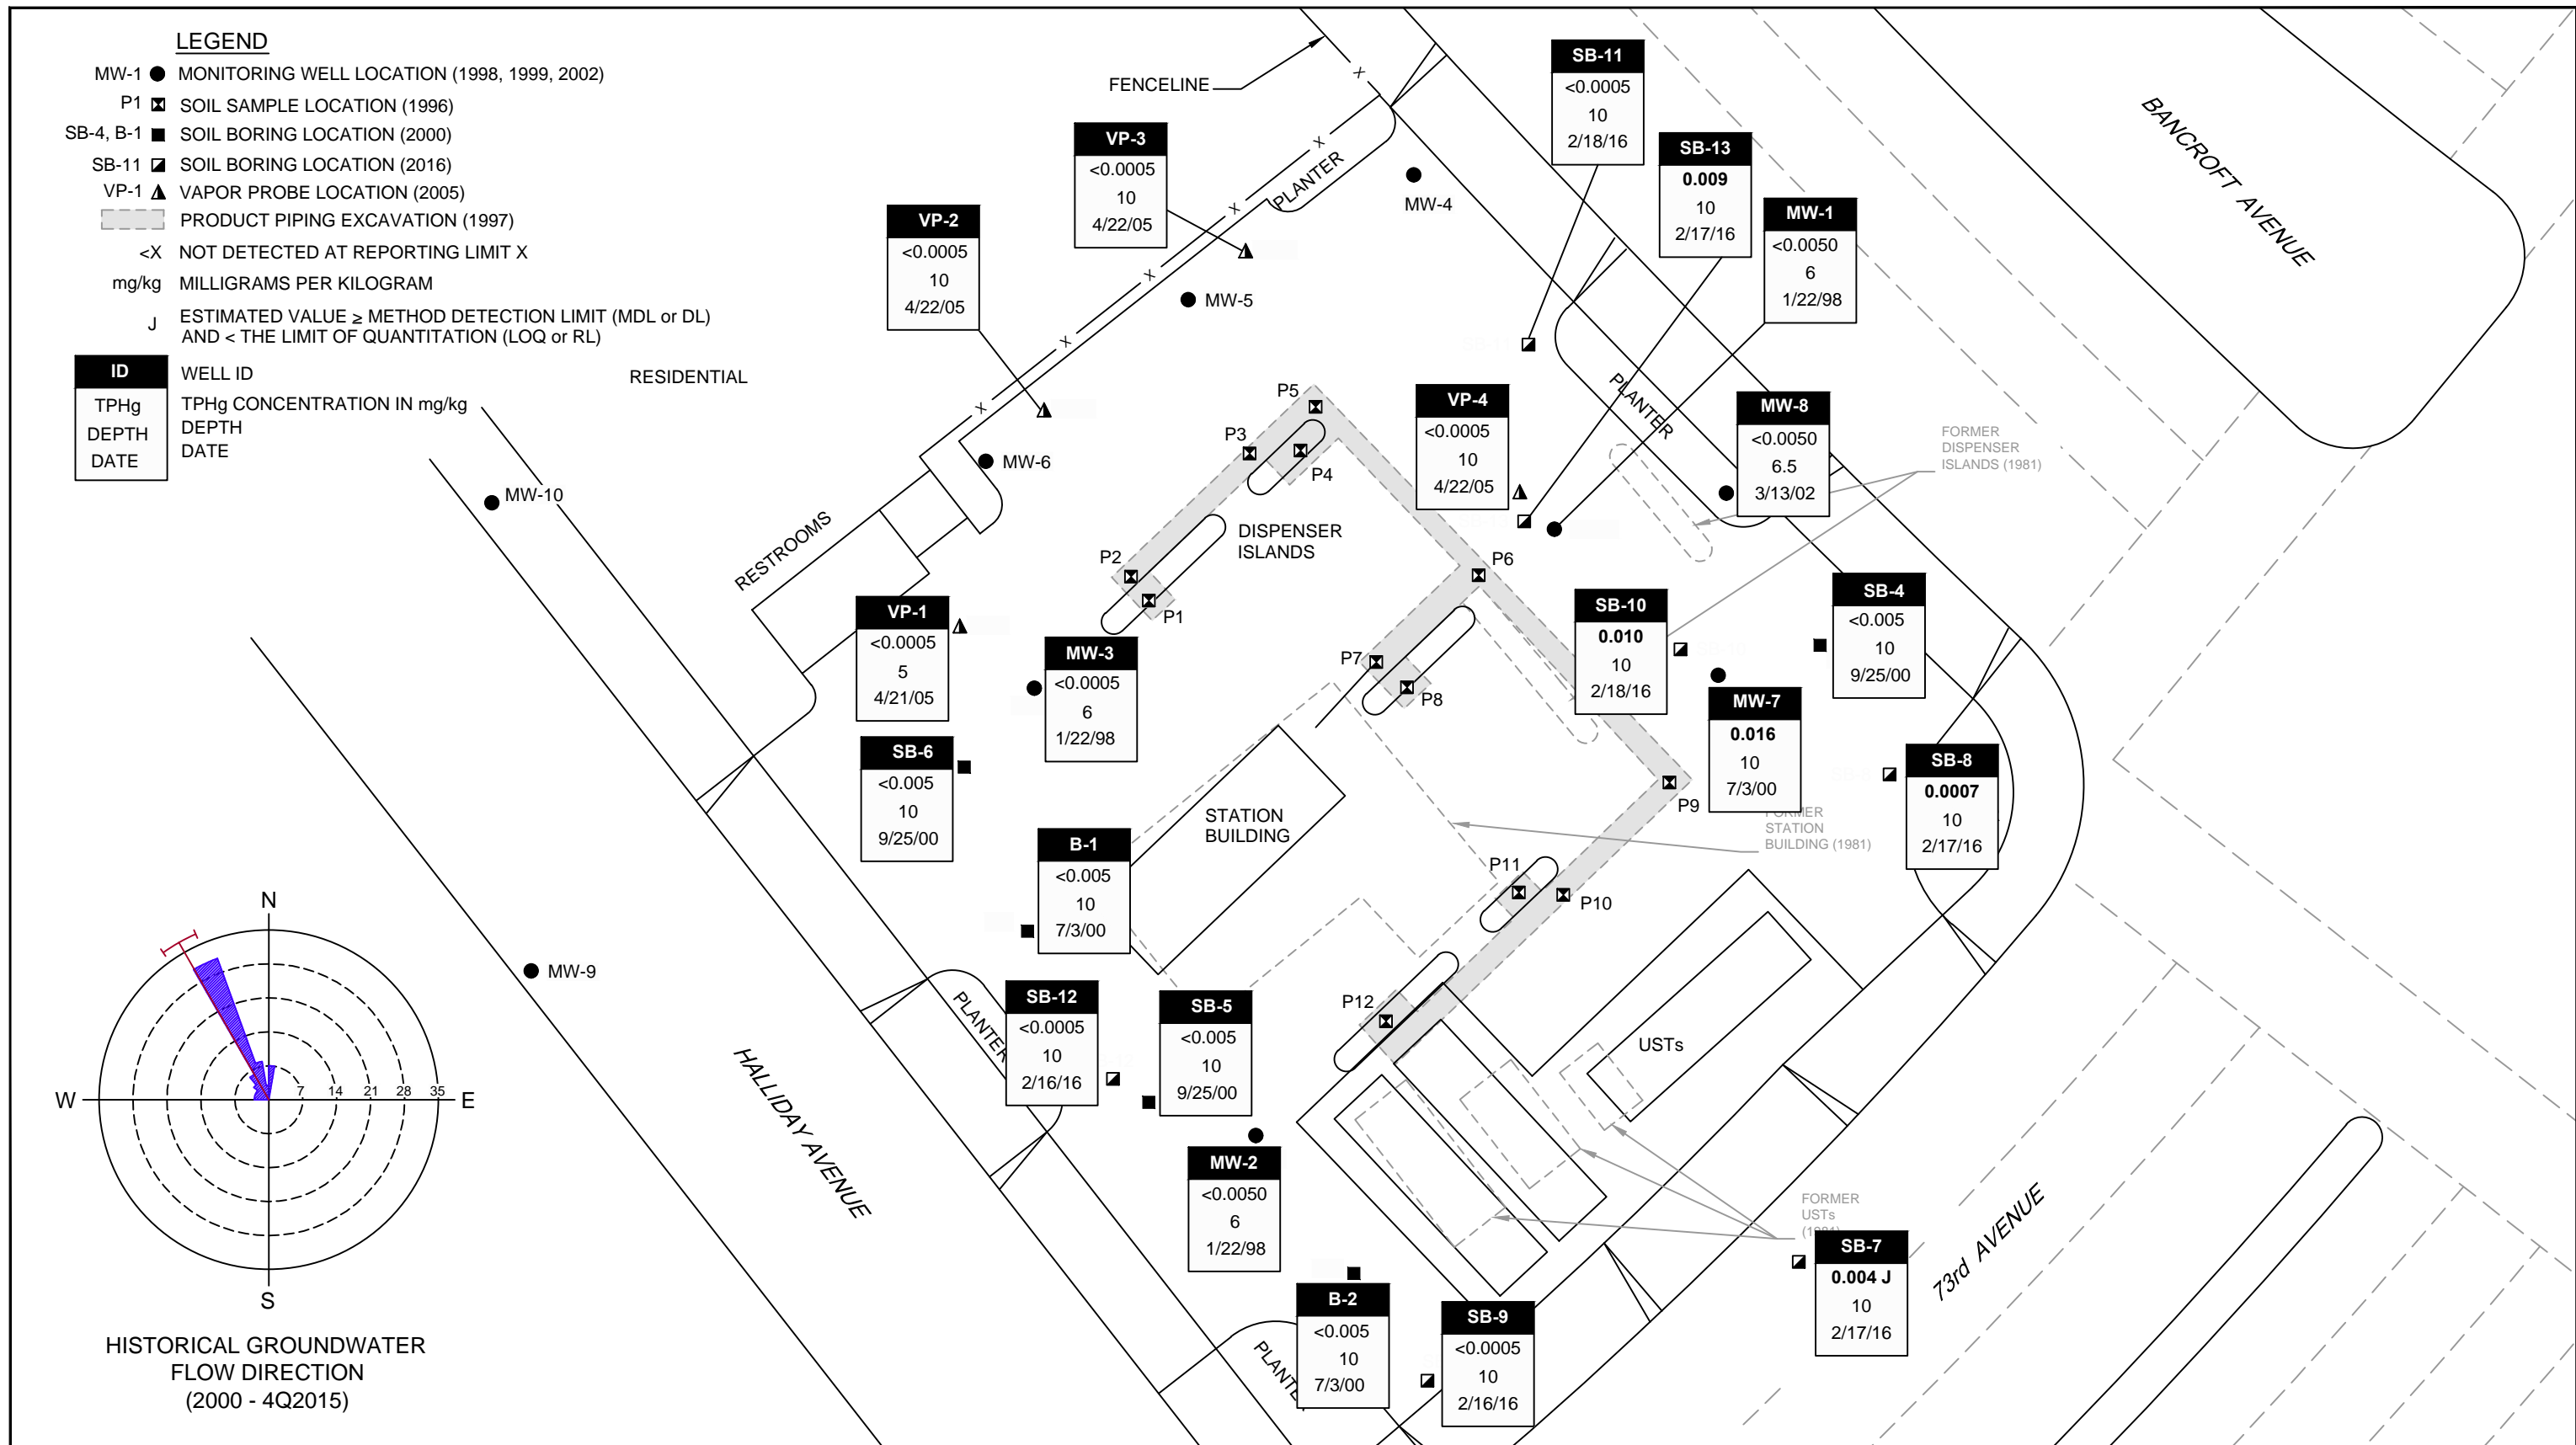 LEGEND
MW-1 MONITORING WELL LOCATION (1998, 1999, 2002)
P1 SOIL SAMPLE LOCATION (1996)
SB-4, B-1 SOIL BORING LOCATION (2000)
SB-11 SOIL BORING LOCATION (2016)
VP-1 VAPOR PROBE LOCATION (2005)
PRODUCT PIPING EXCAVATION (1997)
<X NOT DETECTED AT REPORTING LIMIT X
mg/kg MILLIGRAMS PER KILOGRAM
J ESTIMATED VALUE ≥ METHOD DETECTION LIMIT (MDL or DL)
AND < THE LIMIT OF QUANTITATION (LOQ or RL)
ID WELL ID
TPHg TPHg CONCENTRATION IN mg/kg
DEPTH DEPTH
DATE DATE
RESIDENTIAL
FENCELINE
X
X
X
X
X
X
PLANTER
VP-3
<0.0005
10
4/22/05
VP-2
<0.0005
10
4/22/05
MW-4
MW-5
MW-6
MW-10
SB-11
<0.0005
10
2/18/16
SB-13
0.009
10
2/17/16
MW-1
<0.0050
6
1/22/98
BANCROFT AVENUE
PLANTER
VP-4
<0.0005
10
4/22/05
MW-8
<0.0050
6.5
3/13/02
FORMER
DISPENSER
ISLANDS (1981)
P5
P3
P4
DISPENSER
ISLANDS
P2
P1
P6
P7
P8
RESTROOMS
VP-1
<0.0005
5
4/21/05
MW-3
<0.0005
6
1/22/98
SB-10
0.010
10
2/18/16
SB-4
<0.005
10
9/25/00
MW-7
0.016
10
7/3/00
SB-8
0.0007
10
2/17/16
SB-6
<0.005
10
9/25/00
P9
FORMER
STATION
BUILDING (1981)
STATION
BUILDING
B-1
<0.005
10
7/3/00
P11
P10
P12
MW-9
PLANTER
SB-12
<0.0005
10
2/16/16
SB-5
<0.005
10
9/25/00
USTs
HALLIDAY AVENUE
MW-2
<0.0050
6
1/22/98
FORMER
USTs
(1981)
SB-7
0.004 J
10
2/17/16
73rd AVENUE
B-2
<0.005
10
7/3/00
SB-9
<0.0005
10
2/16/16
PLANTE
N
W 7 14 21 28 35 E
S
HISTORICAL GROUNDWATER
FLOW DIRECTION
(2000 - 4Q2015)